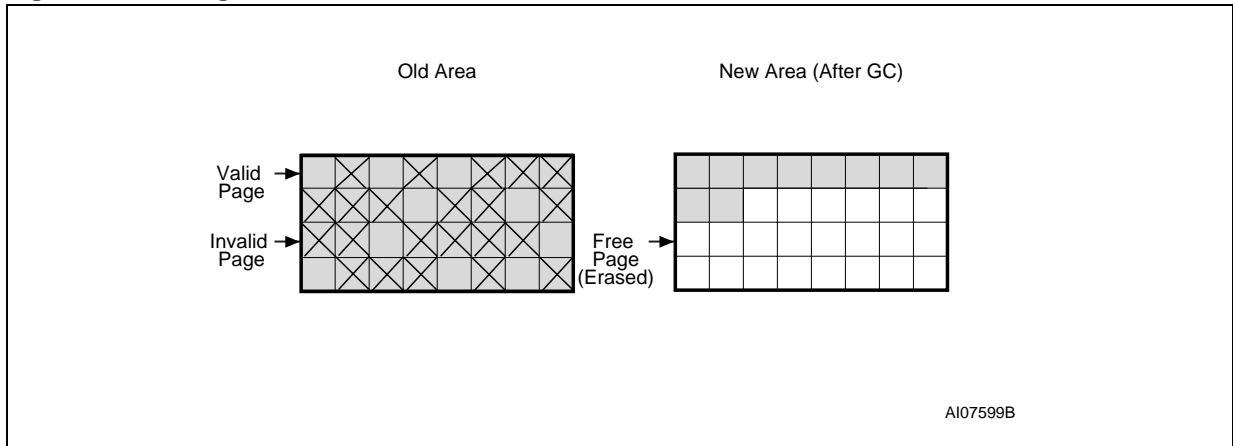 Old Area
New Area (After GC)
Valid
Page
Invalid
Page
Free
Page
(Erased)
AI07599B